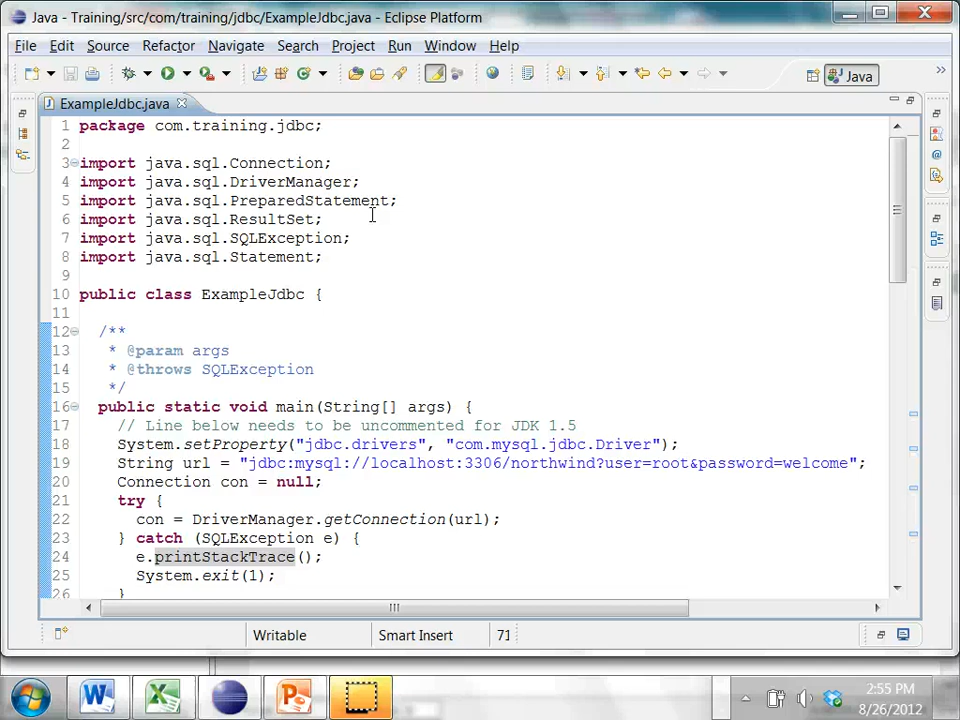 Java - Training/src/com/training/jdbc/ExampleJdbc.java - Eclipse Platform
File Edit Source Refactor Navigate Search Project Run Window Help
Java
ExampleJdbc.java
1 package com.training.jdbc;
2
3 import java.sql.Connection;
4 import java.sql.DriverManager;
5 import java.sql.PreparedStatement;
6 import java.sql.ResultSet;
7 import java.sql.SQLException;
8 import java.sql.Statement;
9
10 public class ExampleJdbc {
11
12 /**
13 * @param args
14 * @throws SQLException
15 */
16 public static void main(String[] args) {
17 // Line below needs to be uncommented for JDK 1.5
18 System.setProperty("jdbc.drivers", "com.mysql.jdbc.Driver");
19 String url = "jdbc:mysql://localhost:3306/northwind?user=root&password=welcome";
20 Connection con = null;
21 try {
22 con = DriverManager.getConnection(url);
23 } catch (SQLException e) {
24 e.printStackTrace();
25 System.exit(1);
26 }
Writable Smart Insert 71
2:55 PM
8/26/2012